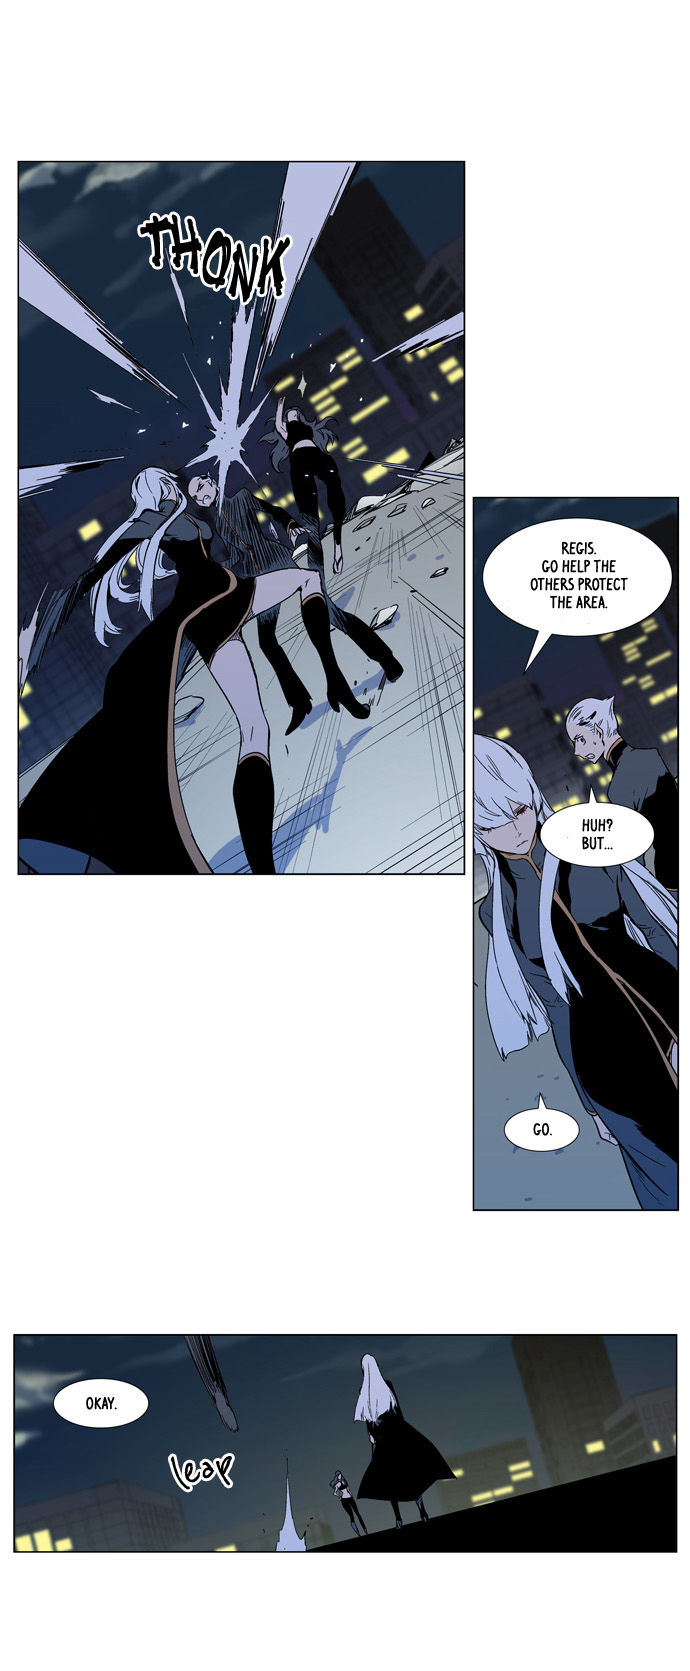 THONK
REGIS.
GO HELP THE
OTHERS PROTECT
THE AREA.
HUH?
BUT...
GO.
OKAY.
leap